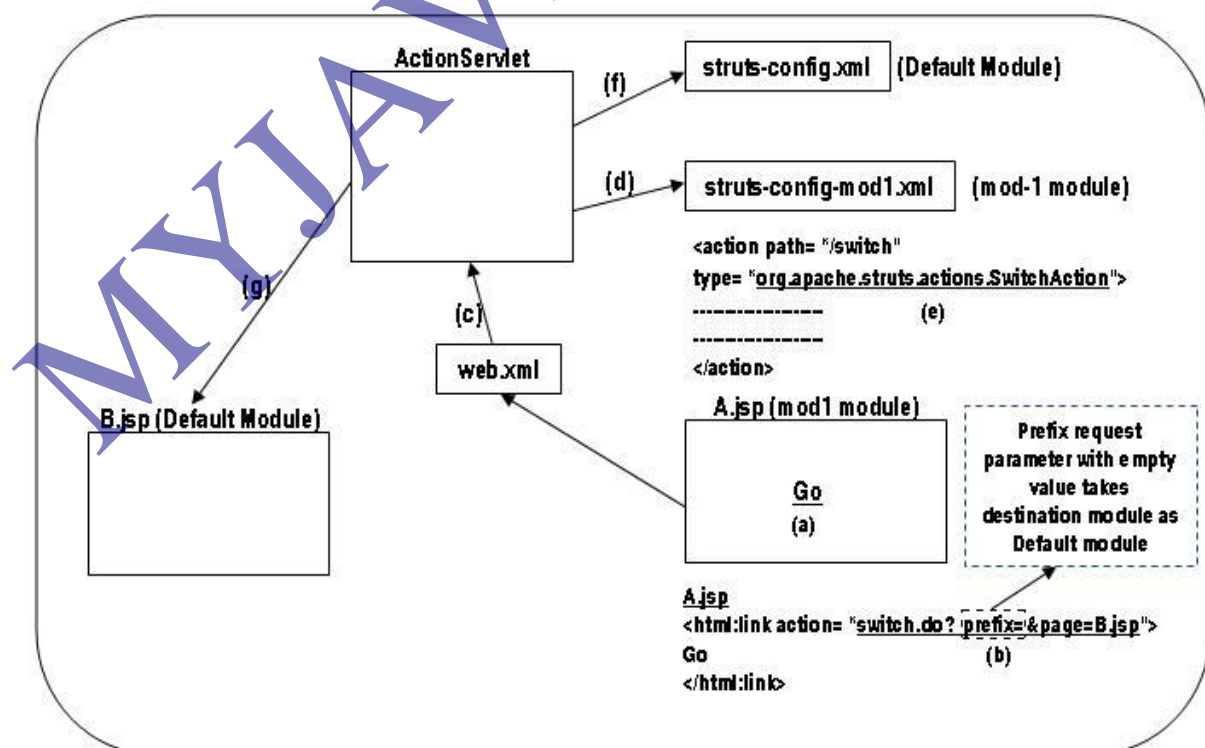 ActionServlet
(f)
struts-config.xml (Default Module)
(d)
struts-config-mod1.xml (mod-1 module)
<action path= "/switch"
type= "org.apache.struts.actions.SwitchAction">
-------------------- (e)
--------------------
</action>
(g)
(c)
web.xml
B.jsp (Default Module)
A.jsp (mod1 module)
Go
(a)
Prefix request
parameter with empty
value takes
destination module as
Default module
A.jsp
<html:link action= "switch.do? prefix= &page=B.jsp">
Go (b)
</html:link>
MYJAV